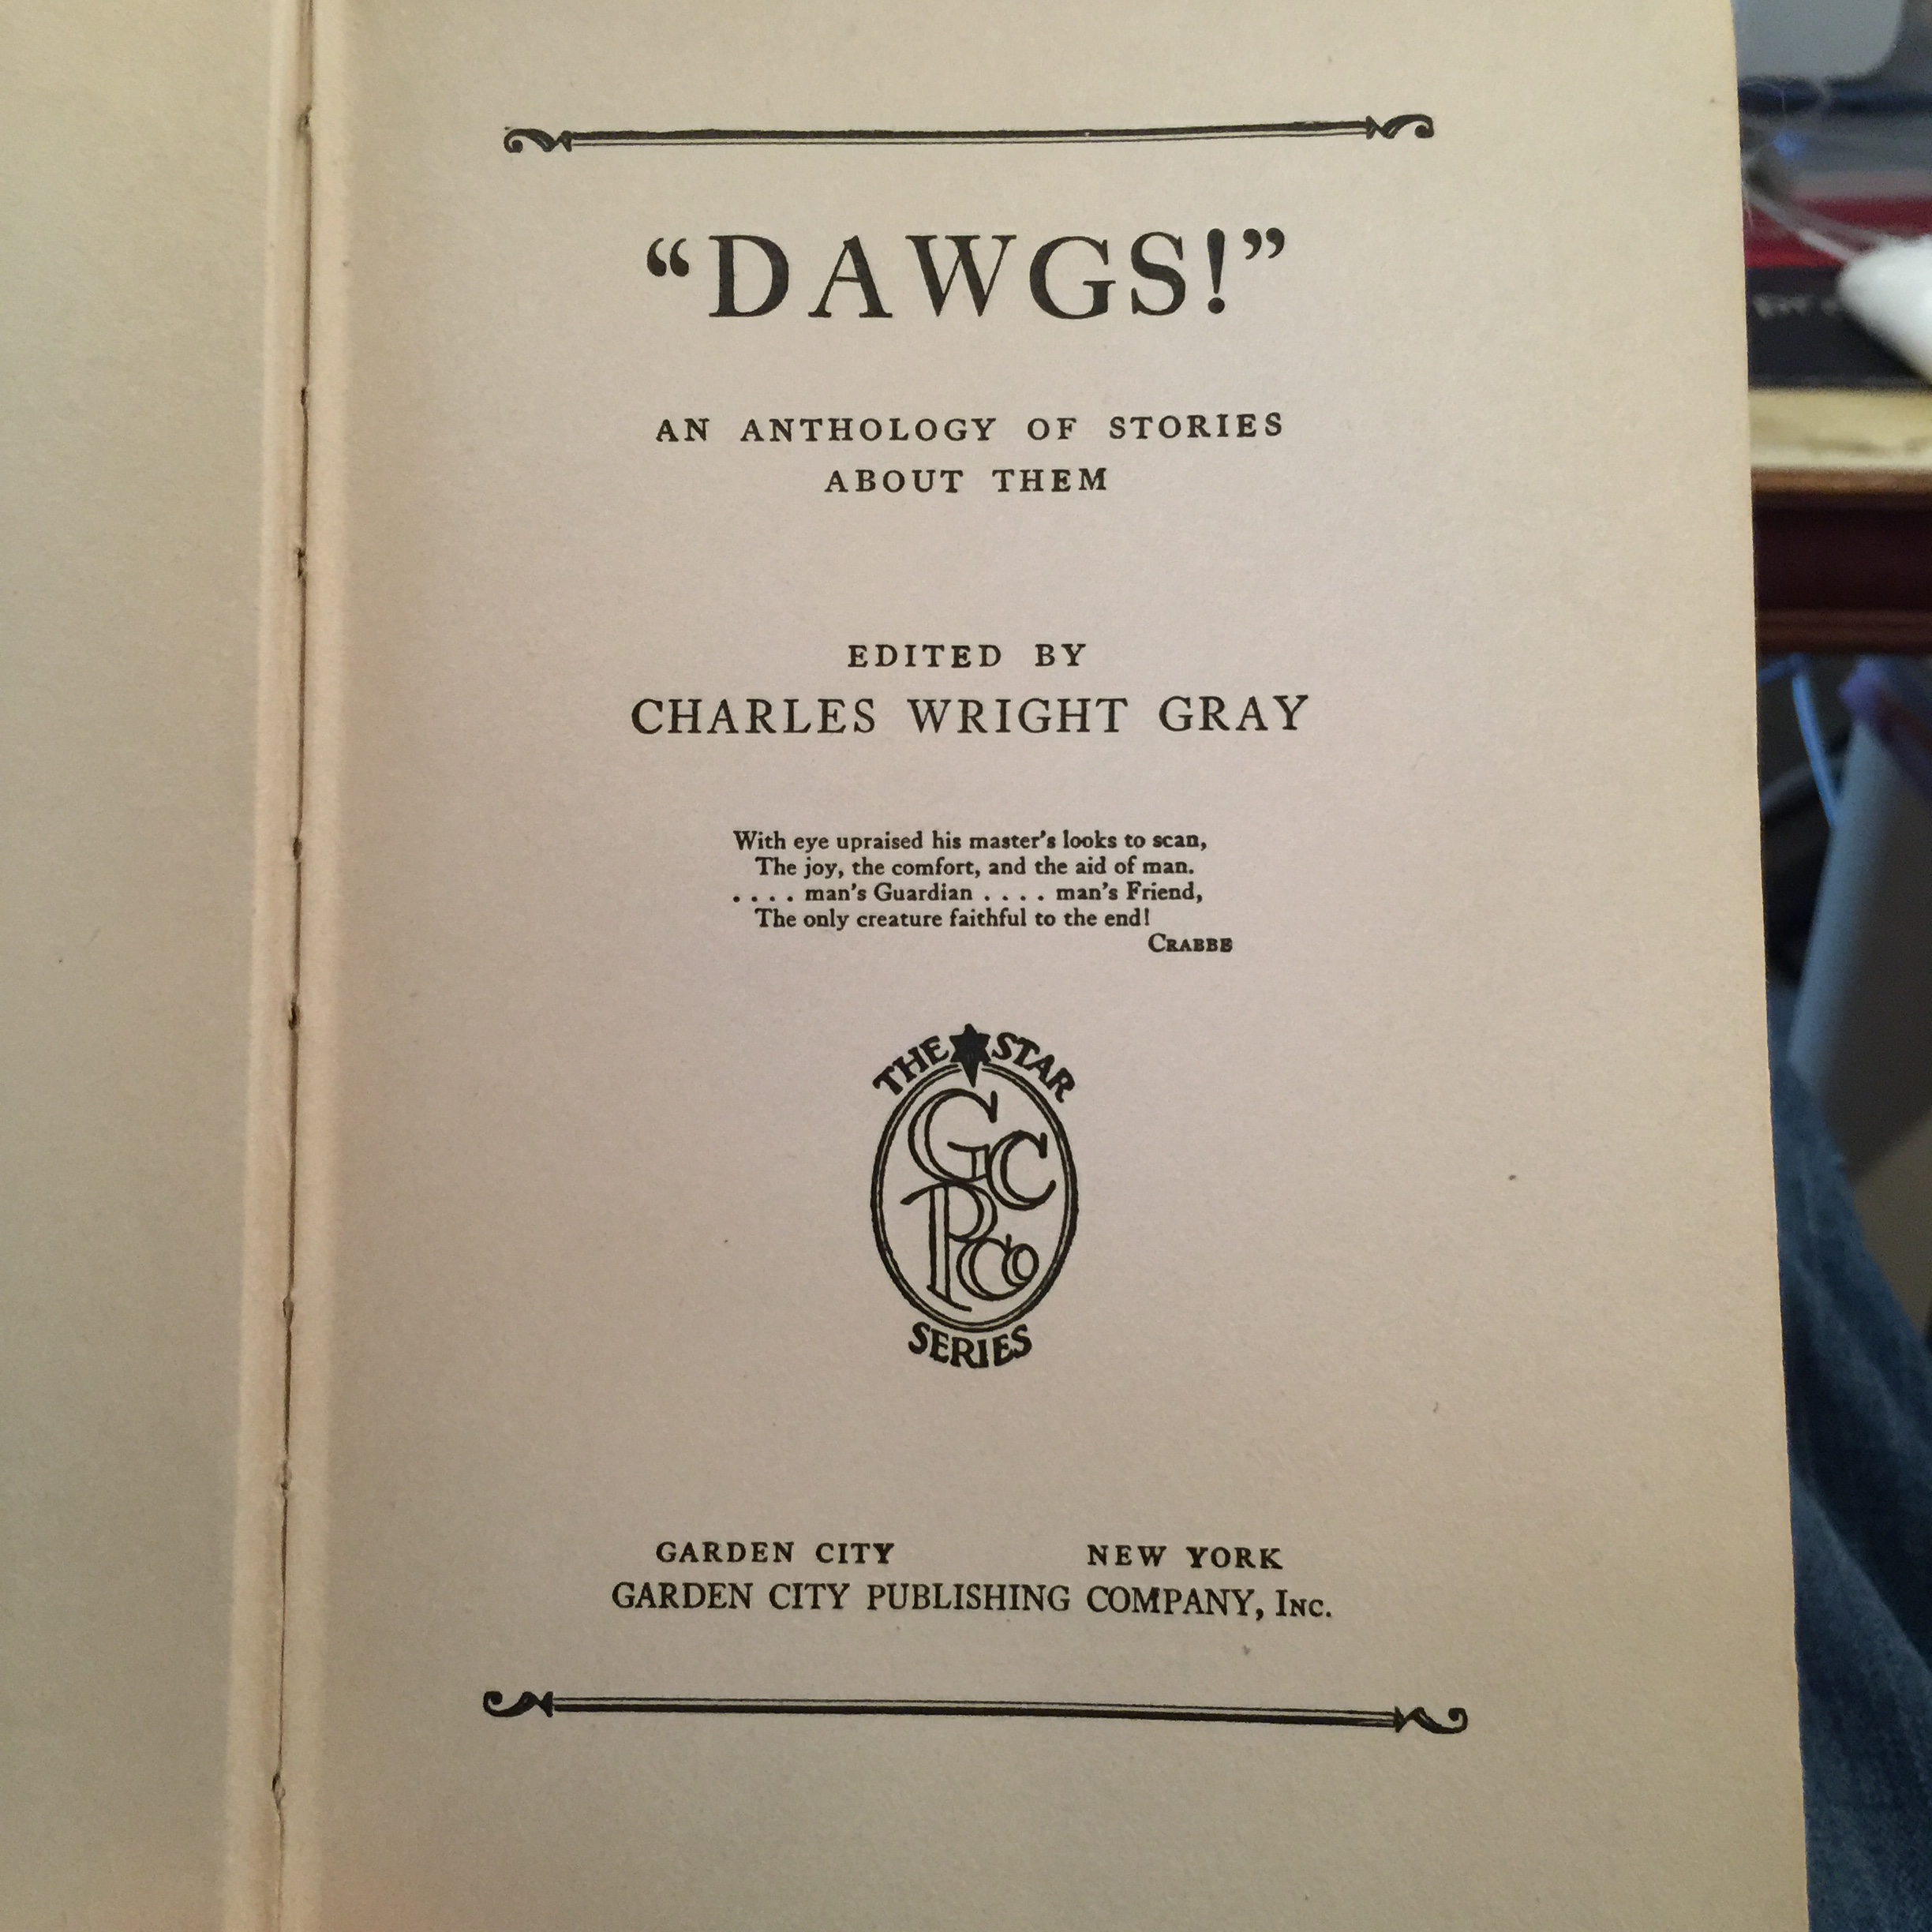 “DAWGS!”
AN ANTHOLOGY OF STORIES
ABOUT THEM
EDITED BY
CHARLES WRIGHT GRAY
With eye upraised his master's looks to scan,
The joy, the comfort, and the aid of man.
. . . . man's Guardian . . . . man's Friend,
The only creature faithful to the end!
CRABBE
THE STAR
GC
PCo
SERIES
GARDEN CITY NEW YORK
GARDEN CITY PUBLISHING COMPANY, INC.